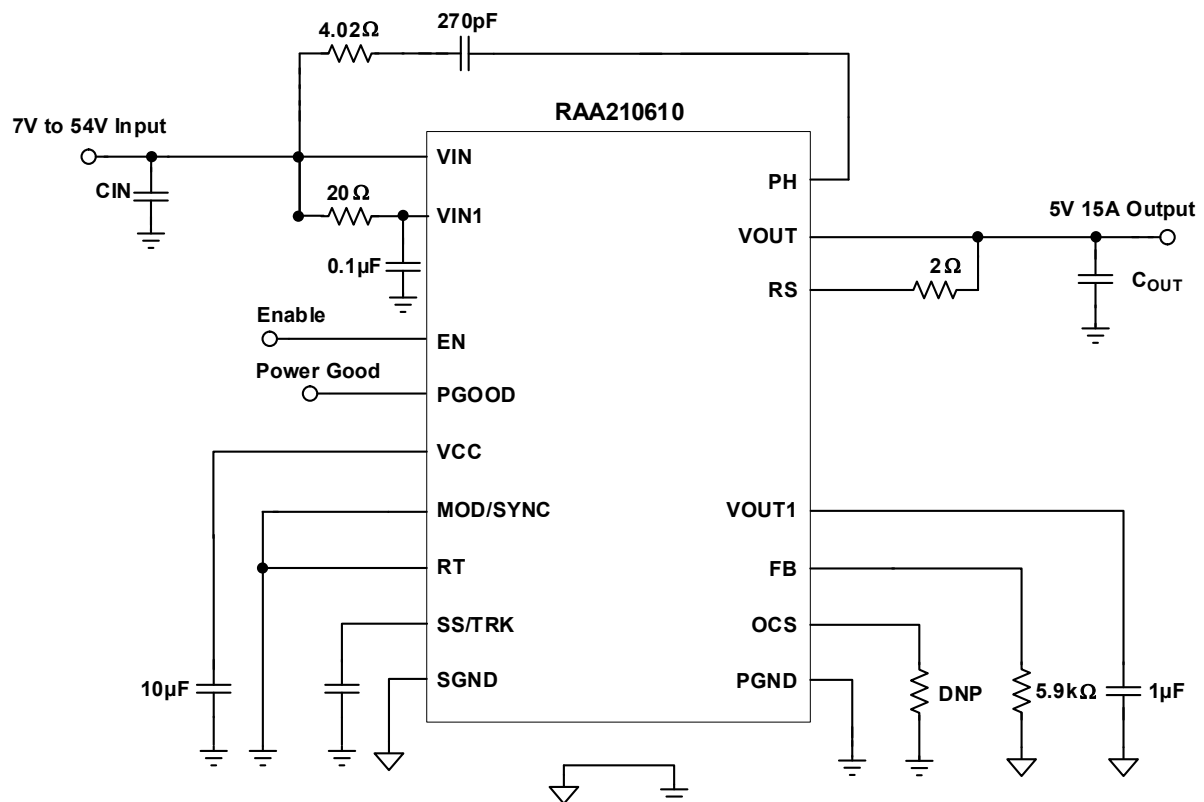 270pF
4.02Ω
RAA210610
7V to 54V Input
VIN
PH
CIN
20Ω
VIN1
5V 15A Output
VOUT
0.1µF
2Ω
RS
COUT
Enable
EN
Power Good
PGOOD
VCC
MOD/SYNC
VOUT1
RT
FB
SS/TRK
OCS
10µF
SGND
PGND
DNP
5.9kΩ
1µF